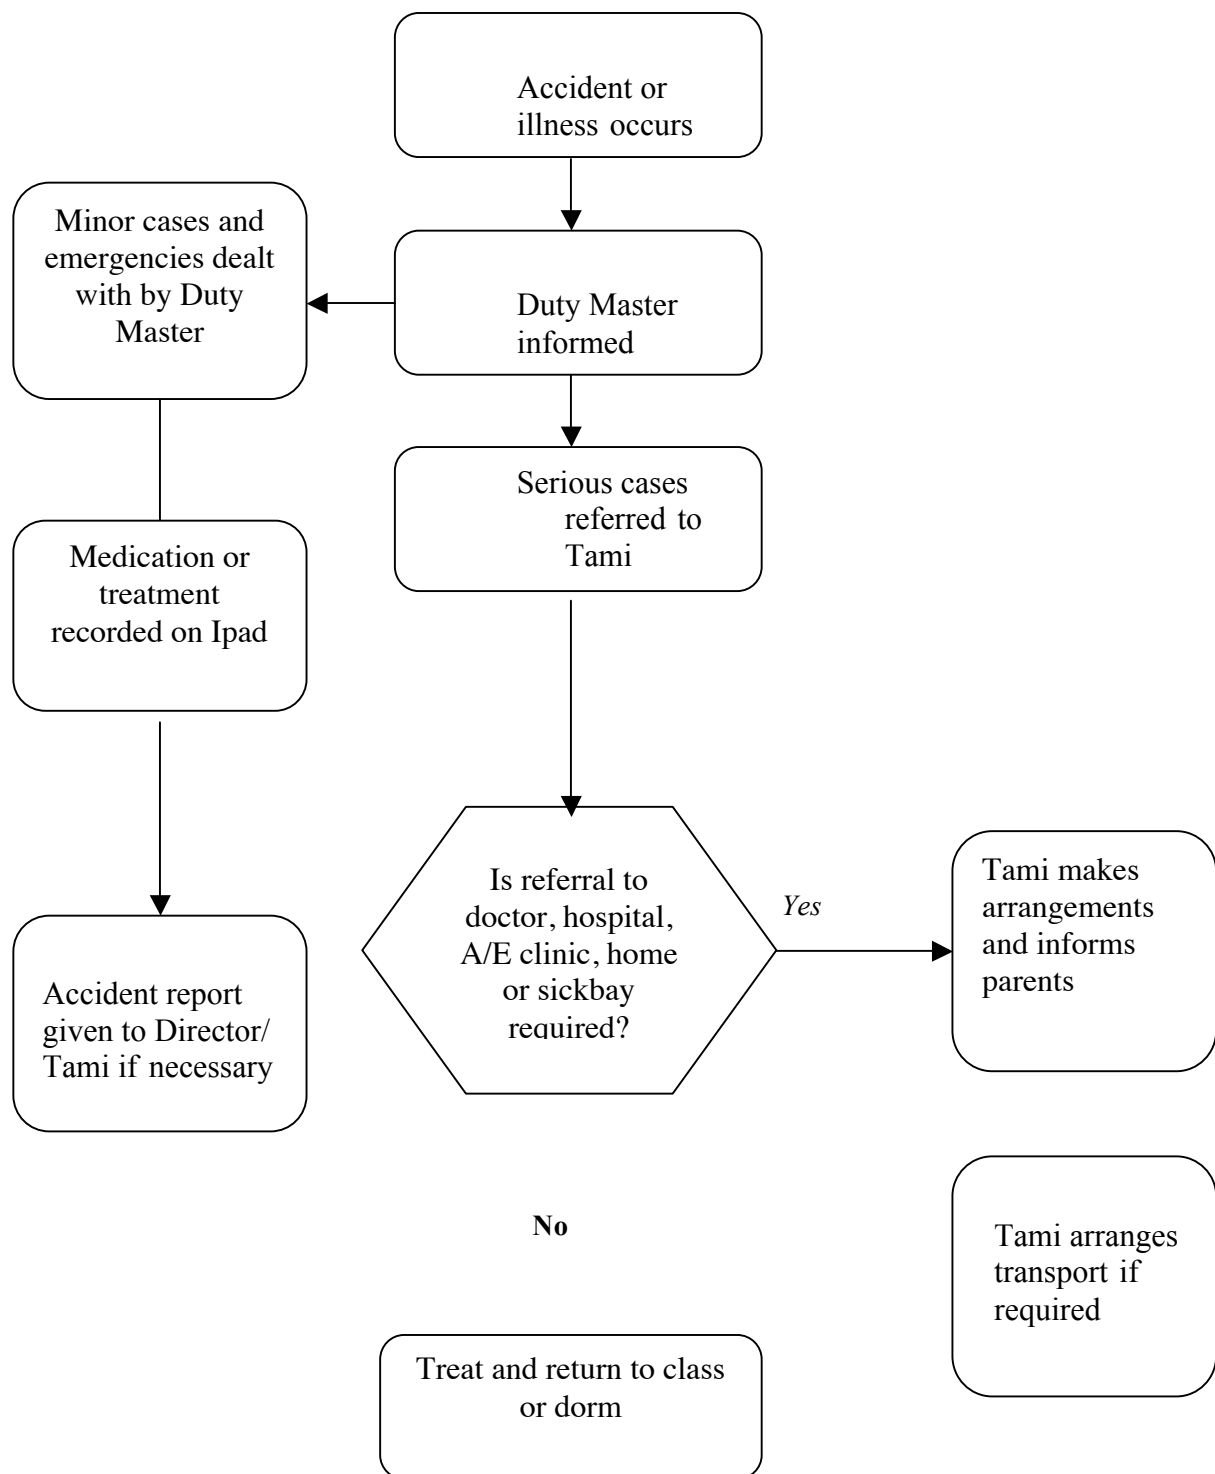 Accident or
illness occurs
Minor cases and
emergencies dealt
with by Duty
Master
Duty Master
informed
Serious cases
referred to
Tami
Medication or
treatment
recorded on Ipad
Is referral to
doctor, hospital,
A/E clinic, home
or sickbay
required?
Yes
Tami makes
arrangements
and informs
parents
Accident report
given to Director/
Tami if necessary
No
Tami arranges
transport if
required
Treat and return to class
or dorm